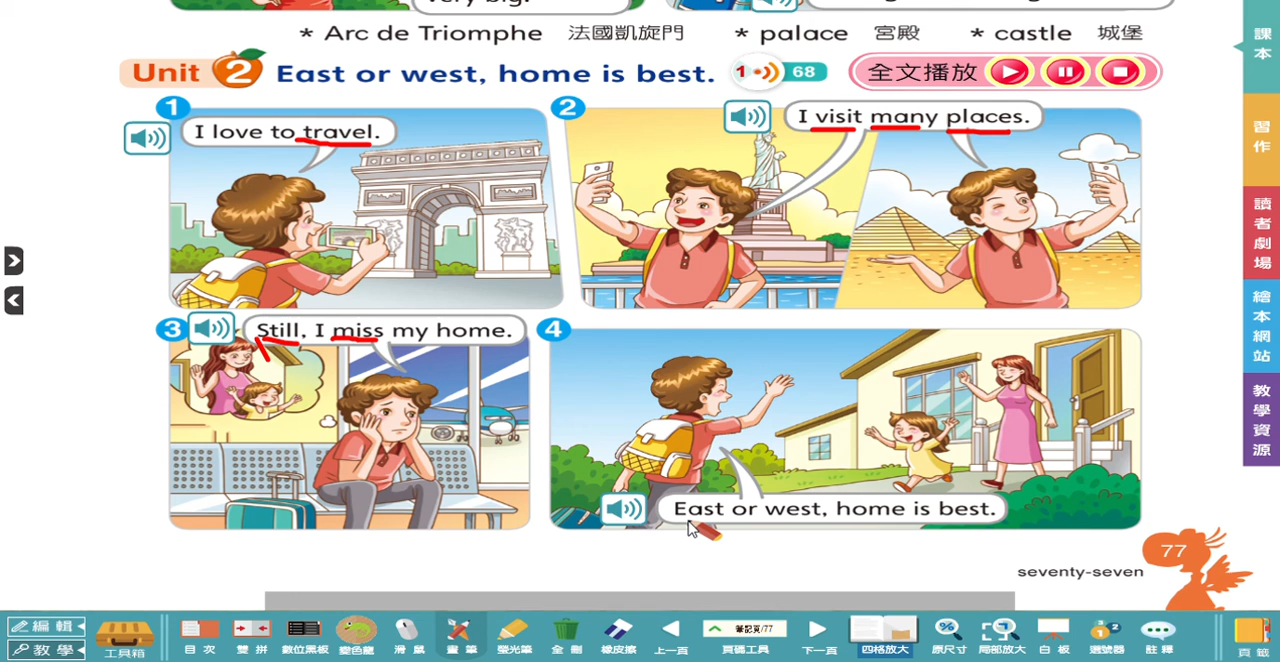 very big.
* Arc de Triomphe 法國凱旋門 * palace 宮殿 * castle 城堡
Unit 2 East or west, home is best. 1 68 全文播放
1 I love to travel.
2 I visit many places.
3 Still, I miss my home.
4 East or west, home is best.
77
seventy-seven
課本
習作
讀者劇場
繪本網站
教學資源
編輯
教學
工具箱 目次 雙拼 數位黑板 變色龍 滑鼠 畫筆 螢光筆 全刪 橡皮擦 上一頁 筆記頁/77 頁碼工具 下一頁 四格放大 原尺寸 局部放大 白板 選號器 註釋 頁籤